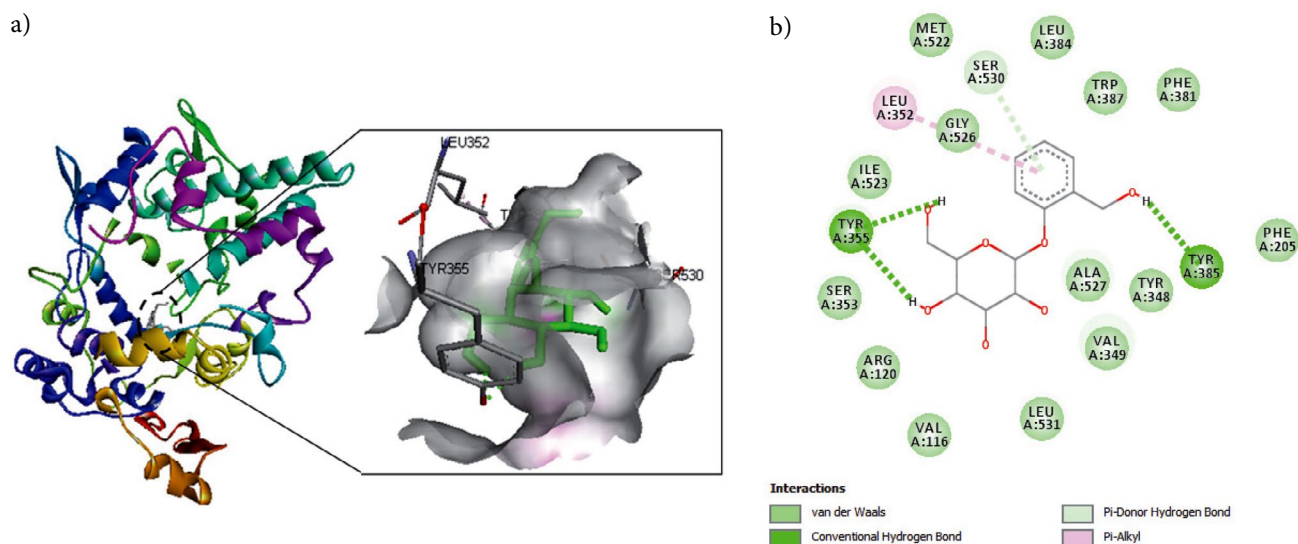 a)
LEU352
TYR355
b)
MET
A:522
LEU
A:384
SER
A:530
TRP
A:387
PHE
A:381
LEU
A:352
GLY
A:526
ILE
A:523
TYR
A:355
SER
A:353
ARG
A:120
VAL
A:116
LEU
A:531
VAL
A:349
ALA
A:527
TYR
A:348
TYR
A:385
PHE
A:205
H
O
H
O
O
O
O
O
O
H
Interactions
van der Waals
Conventional Hydrogen Bond
Pi-Donor Hydrogen Bond
Pi-Alkyl